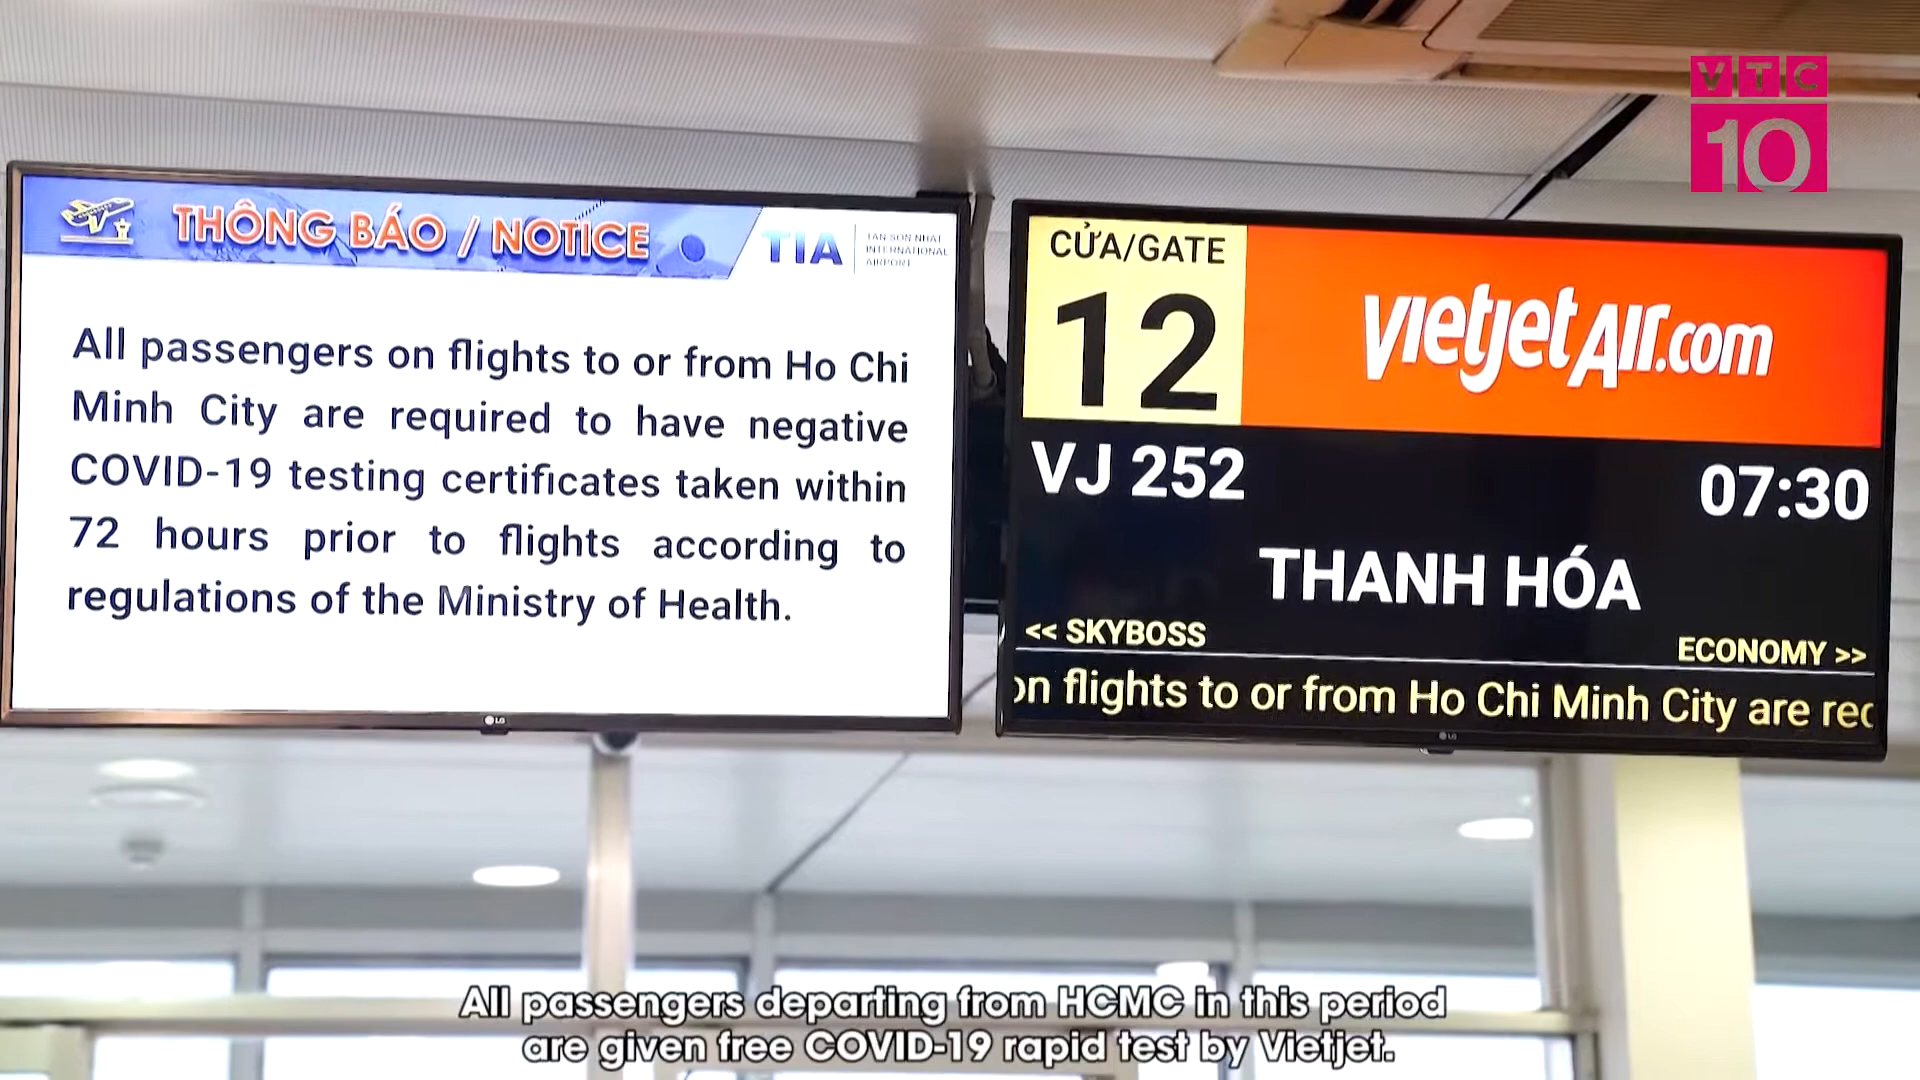 VTC
10
THÔNG BÁO / NOTICE
TIA
TAN SON NHAT
INTERNATIONAL
AIRPORT
All passengers on flights to or from Ho Chi
Minh City are required to have negative
COVID-19 testing certificates taken within
72 hours prior to flights according to
regulations of the Ministry of Health.
LG
CỬA/GATE
12
vietjetAir.com
VJ 252
07:30
THANH HÓA
<< SKYBOSS
ECONOMY >>
on flights to or from Ho Chi Minh City are rec
LG
All passengers departing from HCMC in this period
are given free COVID-19 rapid test by Vietjet.